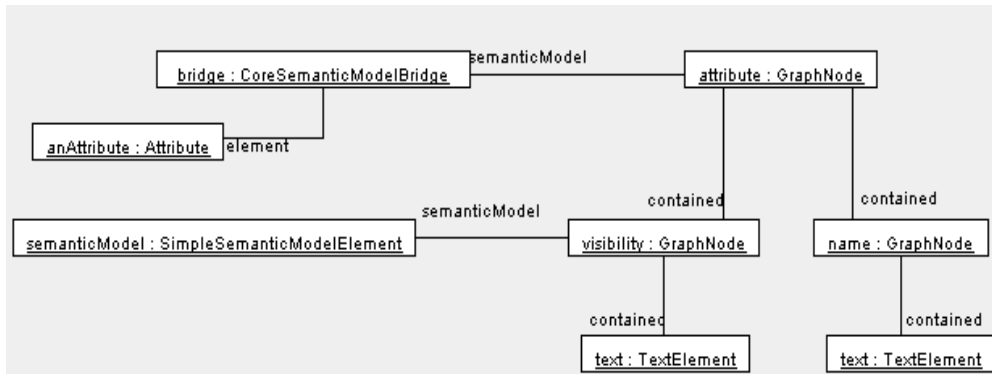 semanticModel
bridge : CoreSemanticModelBridge
attribute : GraphNode
anAttribute : Attribute
element
contained
contained
semanticModel
semanticModel : SimpleSemanticModelElement
visibility : GraphNode
name : GraphNode
contained
contained
text : TextElement
text : TextElement